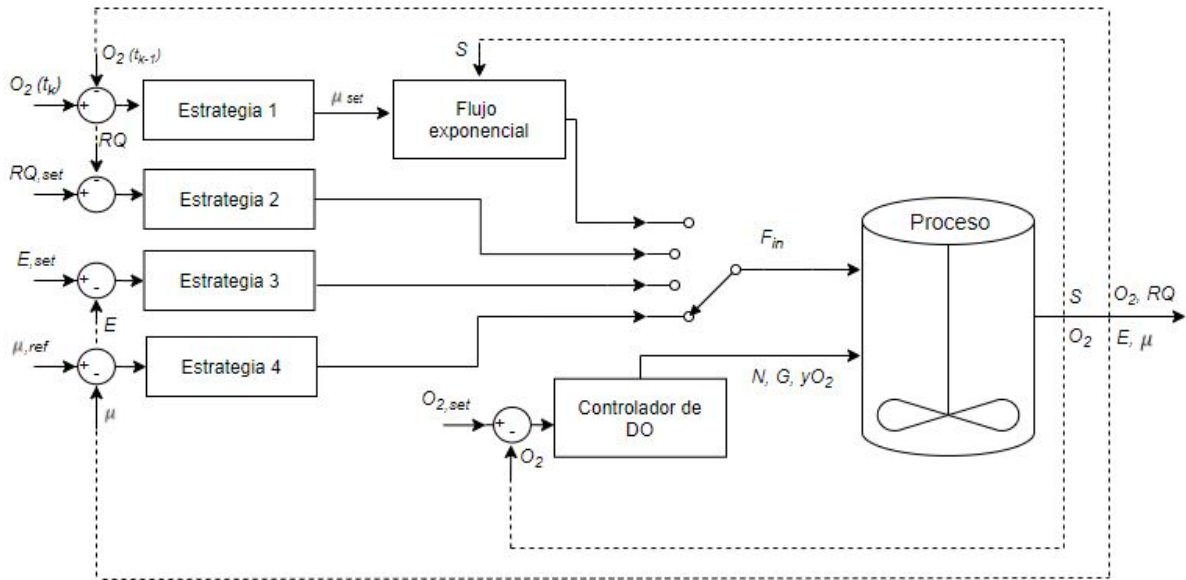 O2 (tk-1)
O2 (tk)
Estrategia 1
μ set
S
Flujo
exponencial
RQ
RQ,set
Estrategia 2
E,set
Estrategia 3
E
μ,ref
Estrategia 4
μ
Fin
Proceso
N, G, yO2
O2,set
Controlador de
DO
O2
S
O2
O2, RQ
E, μ